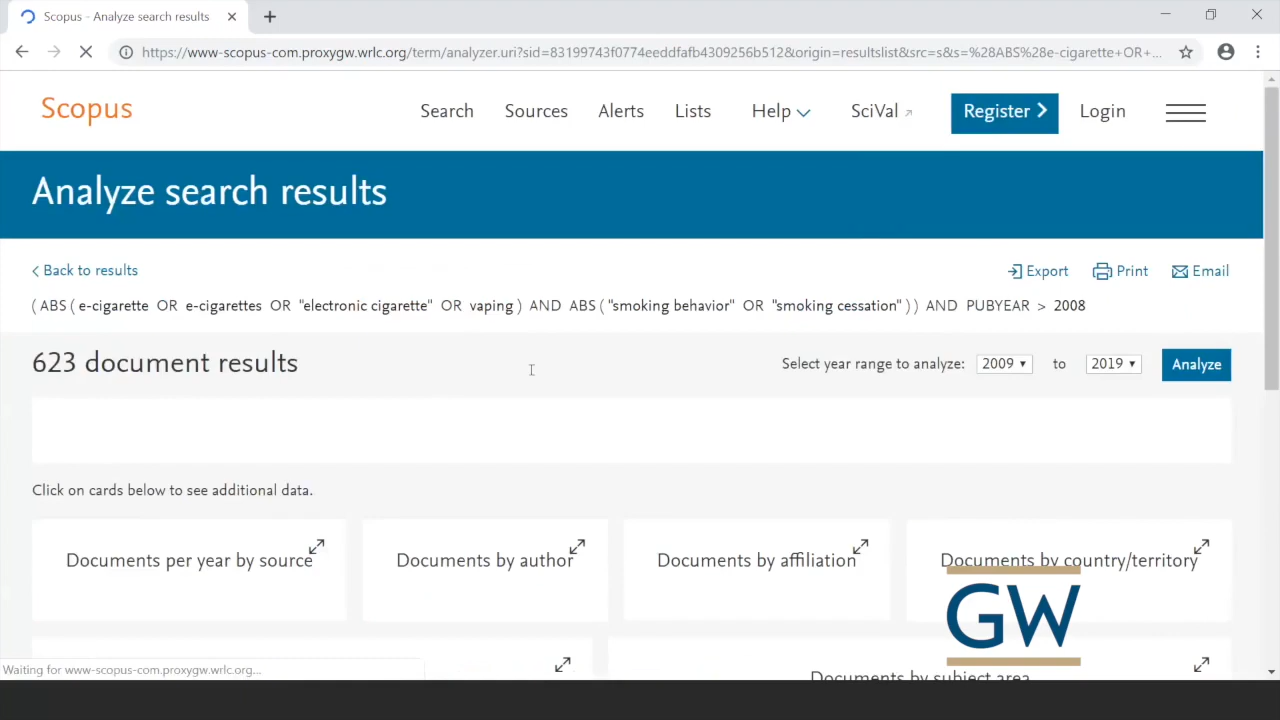 Scopus - Analyze search results
https://www-scopus-com.proxygw.wrlc.org/term/analyzer.uri?sid=83199743f0774eeddfafb4309256b512&origin=resultslist&src=s&s=%28ABS%28e-cigarette+OR+...
Scopus
Search Sources Alerts Lists Help SciVal Register Login
Analyze search results
Back to results
Export Print Email
( ABS ( e-cigarette OR e-cigarettes OR "electronic cigarette" OR vaping ) AND ABS ( "smoking behavior" OR "smoking cessation" ) ) AND PUBYEAR > 2008
623 document results
Select year range to analyze: 2009 to 2019 Analyze
Click on cards below to see additional data.
Documents per year by source
Documents by author
Documents by affiliation
Documents by country/territory
GW
Waiting for www-scopus-com.proxygw.wrlc.org...
Documents by subject area